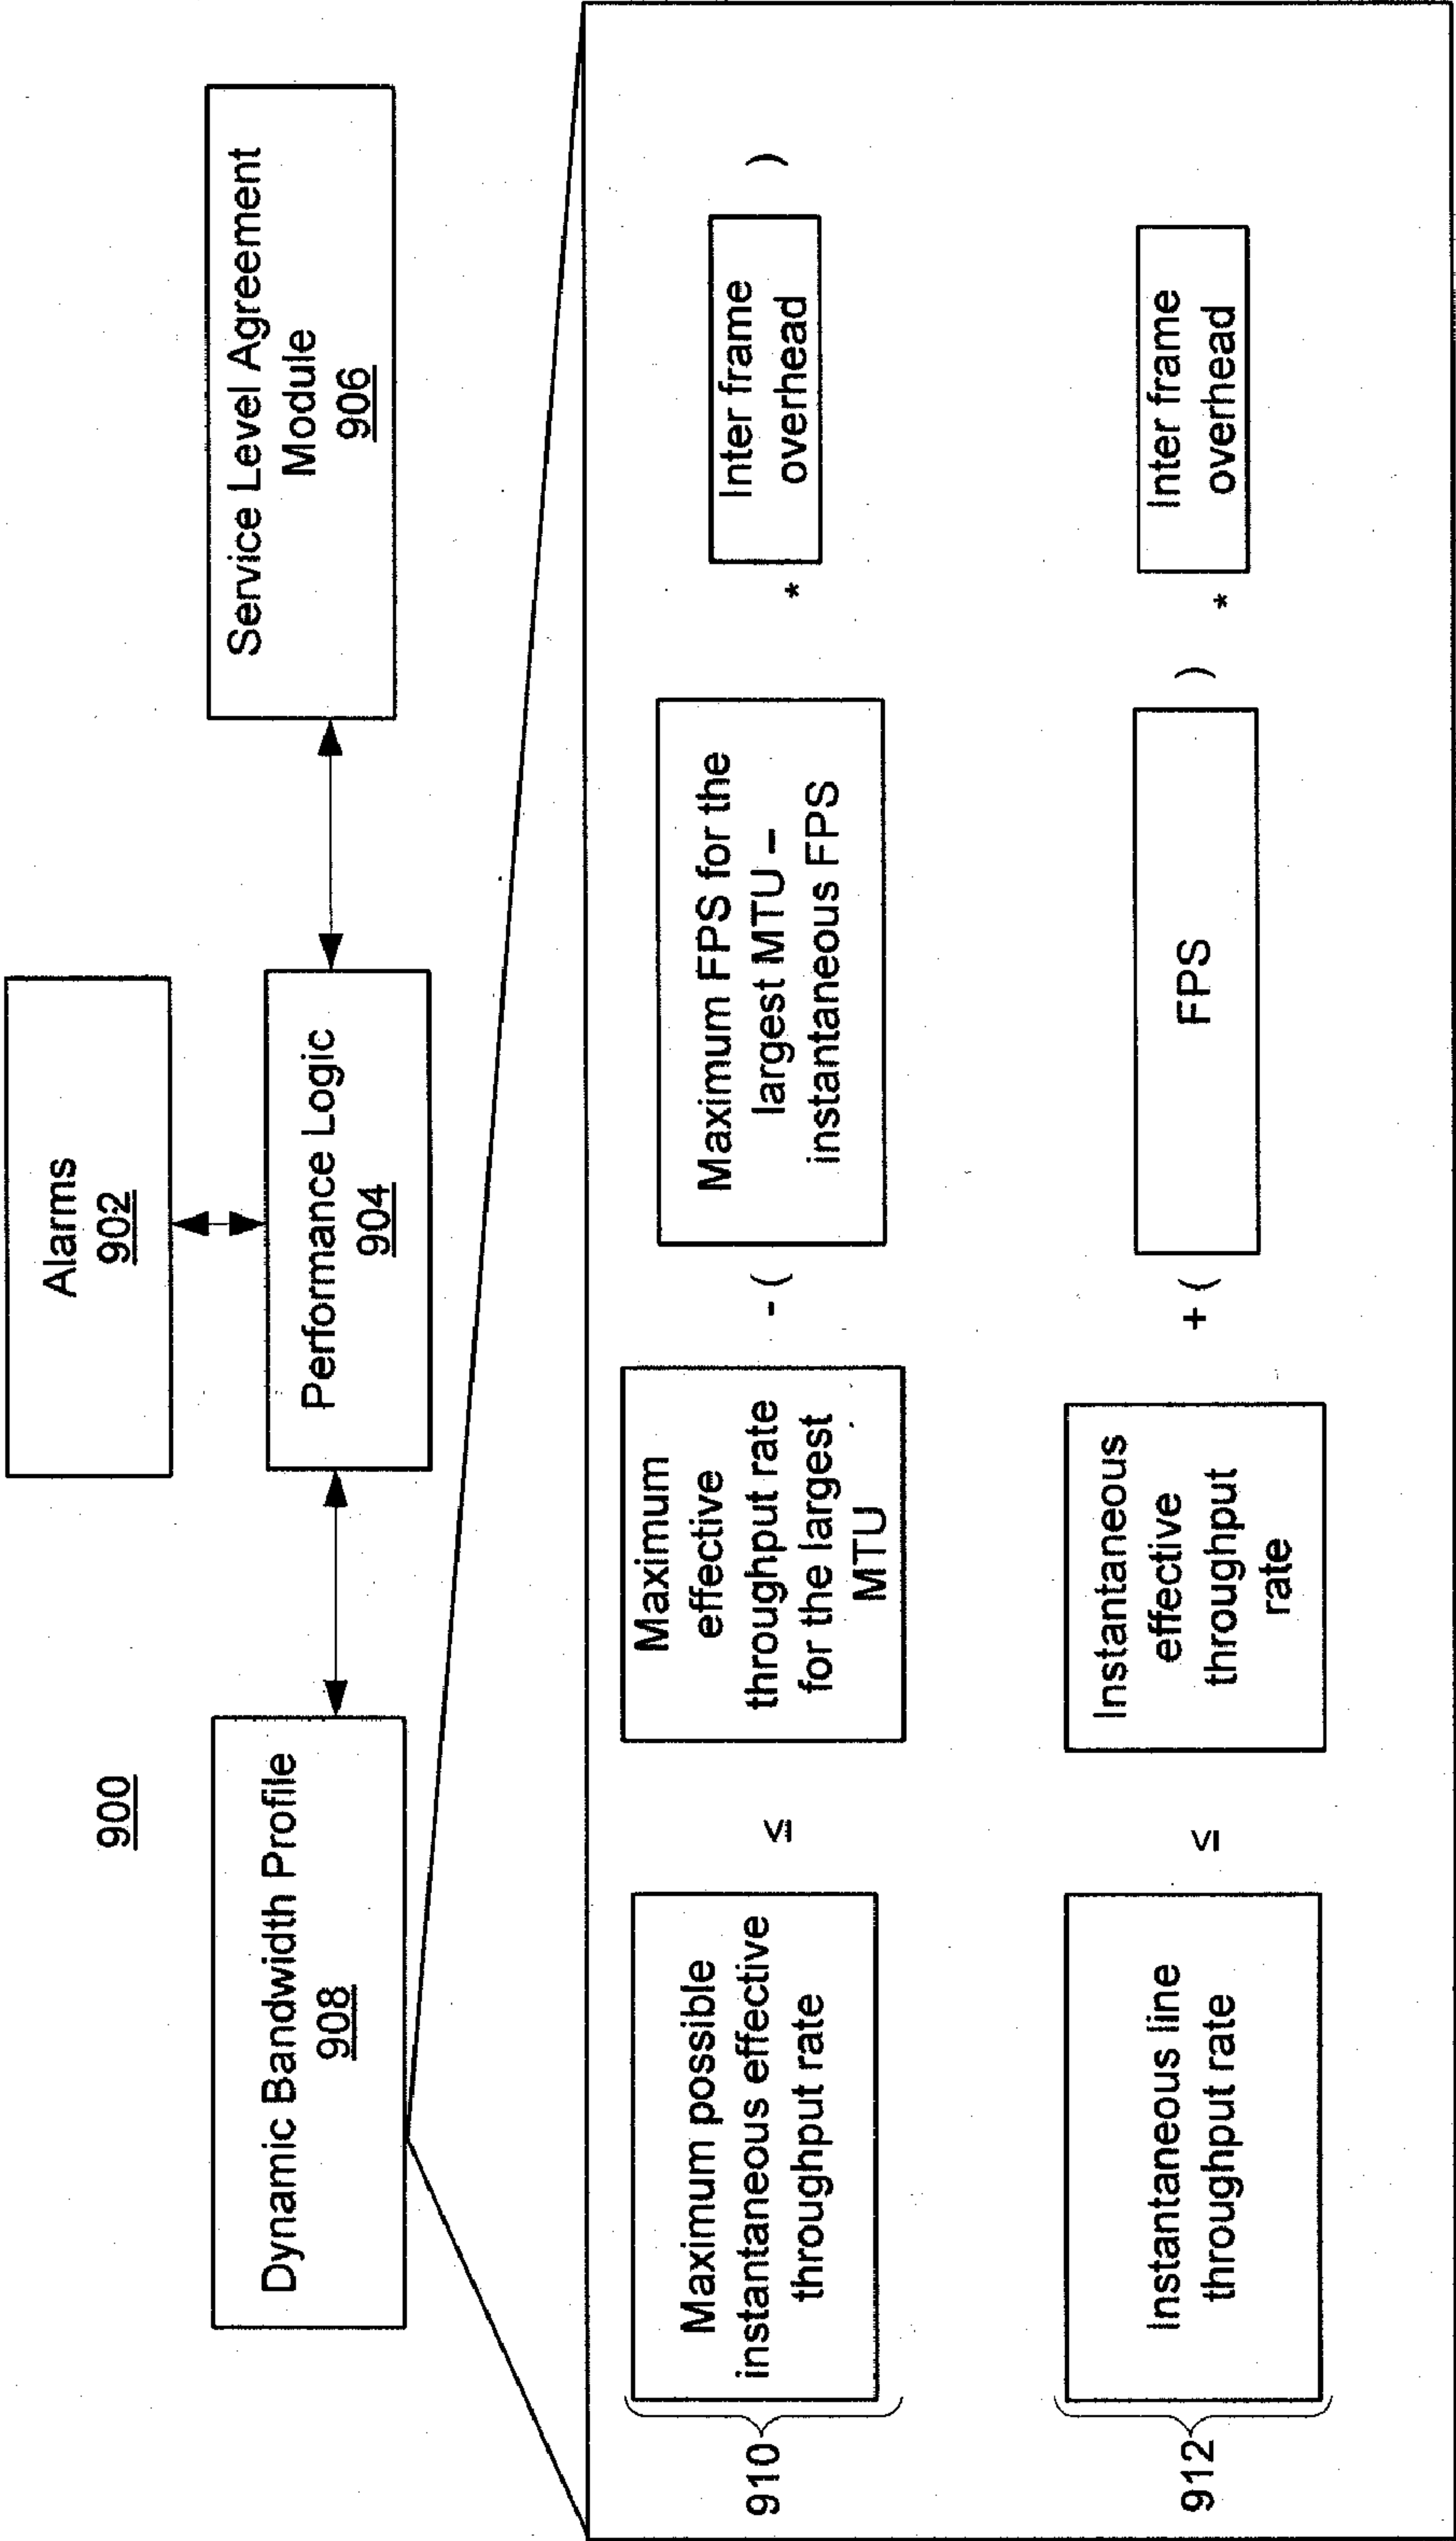 900
Alarms
902
Dynamic Bandwidth Profile
908
Performance Logic
904
Service Level Agreement
Module
906
910
Maximum possible
instantaneous effective
throughput rate
≤
Maximum
effective
throughput rate
for the largest
MTU
- (
Maximum FPS for the
largest MTU –
instantaneous FPS
*
Inter frame
overhead
)
912
Instantaneous line
throughput rate
≤
Instantaneous
effective
throughput
rate
+ (
FPS
)
*
Inter frame
overhead